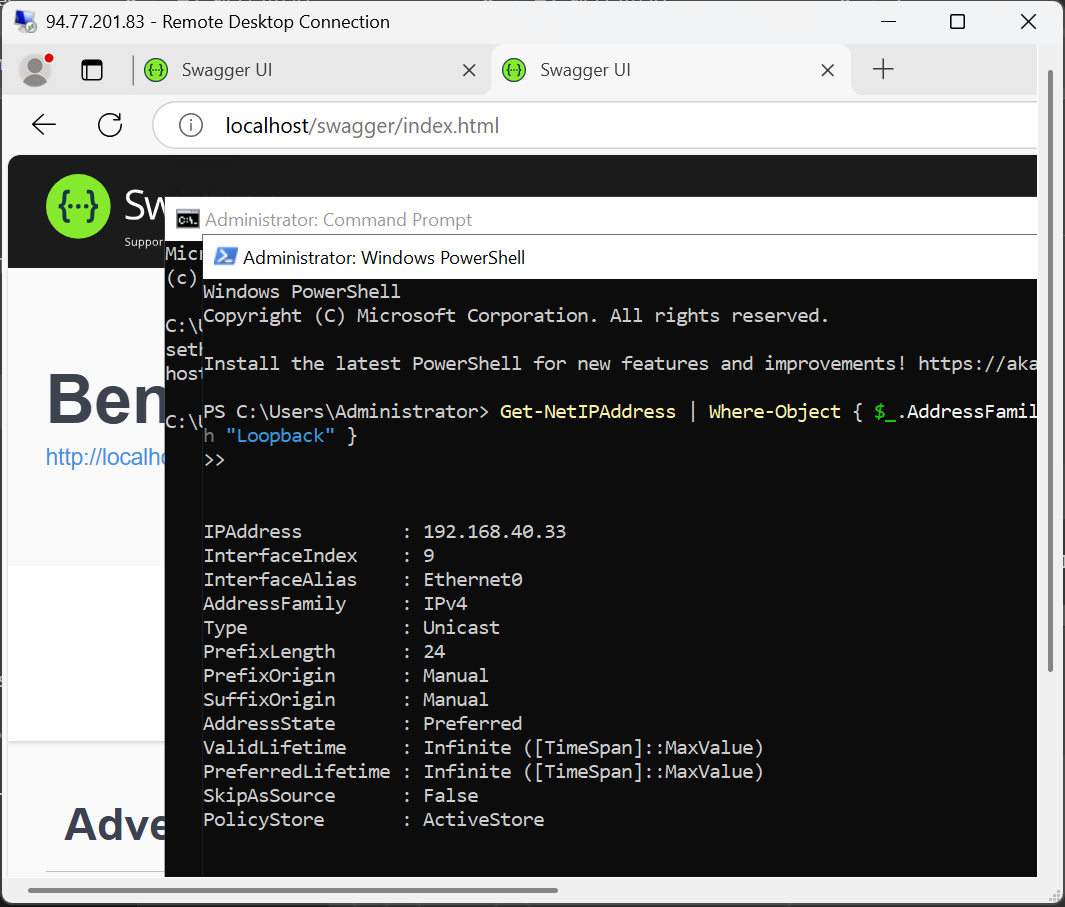 94.77.201.83 - Remote Desktop Connection
Swagger UI
Swagger UI
localhost/swagger/index.html
Sw
Suppor
Administrator: Command Prompt
Micr
(c)
C:\U
seth
host
C:\U
Ben
http://localho
Adve
Administrator: Windows PowerShell
Windows PowerShell
Copyright (C) Microsoft Corporation. All rights reserved.
Install the latest PowerShell for new features and improvements! https://aka
PS C:\Users\Administrator> Get-NetIPAddress | Where-Object { $_.AddressFamil
h "Loopback" }
>>
IPAddress : 192.168.40.33
InterfaceIndex : 9
InterfaceAlias : Ethernet0
AddressFamily : IPv4
Type : Unicast
PrefixLength : 24
PrefixOrigin : Manual
SuffixOrigin : Manual
AddressState : Preferred
ValidLifetime : Infinite ([TimeSpan]::MaxValue)
PreferredLifetime : Infinite ([TimeSpan]::MaxValue)
SkipAsSource : False
PolicyStore : ActiveStore